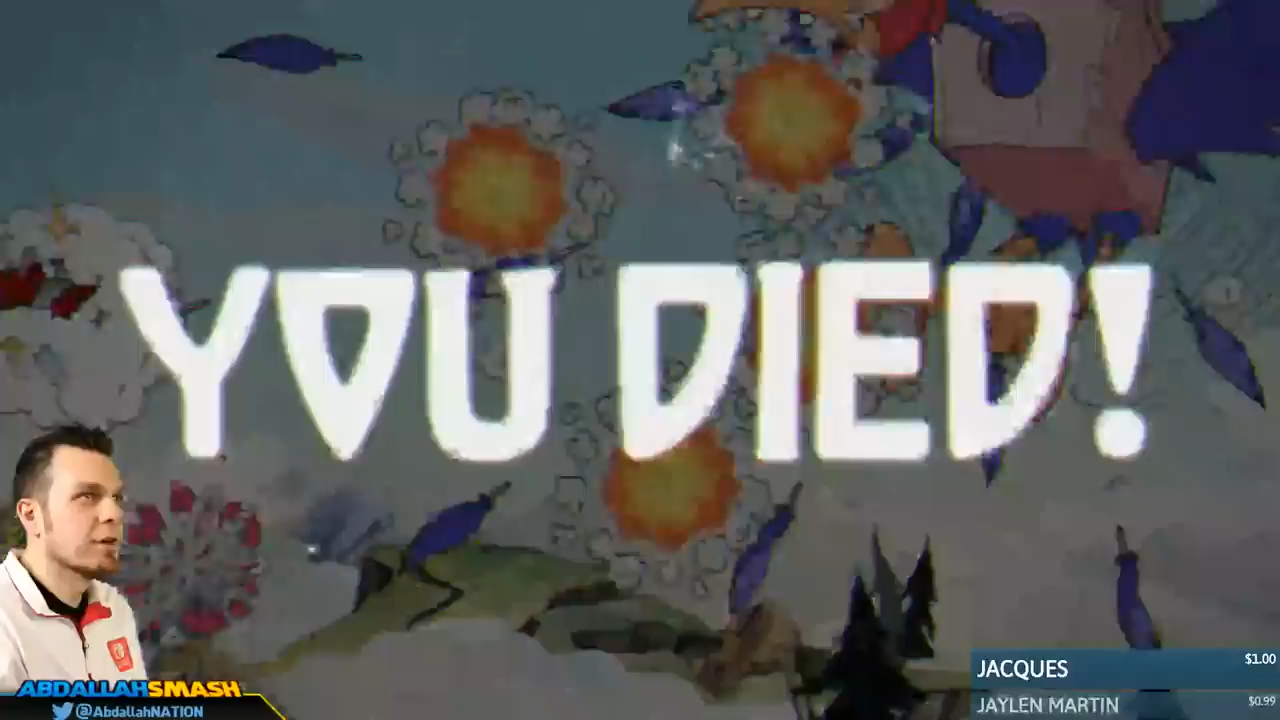 YOU DIED!
JACQUES $1.00
JAYLEN MARTIN $0.99
ABDALLAHSMASH
@AbdallahNATION